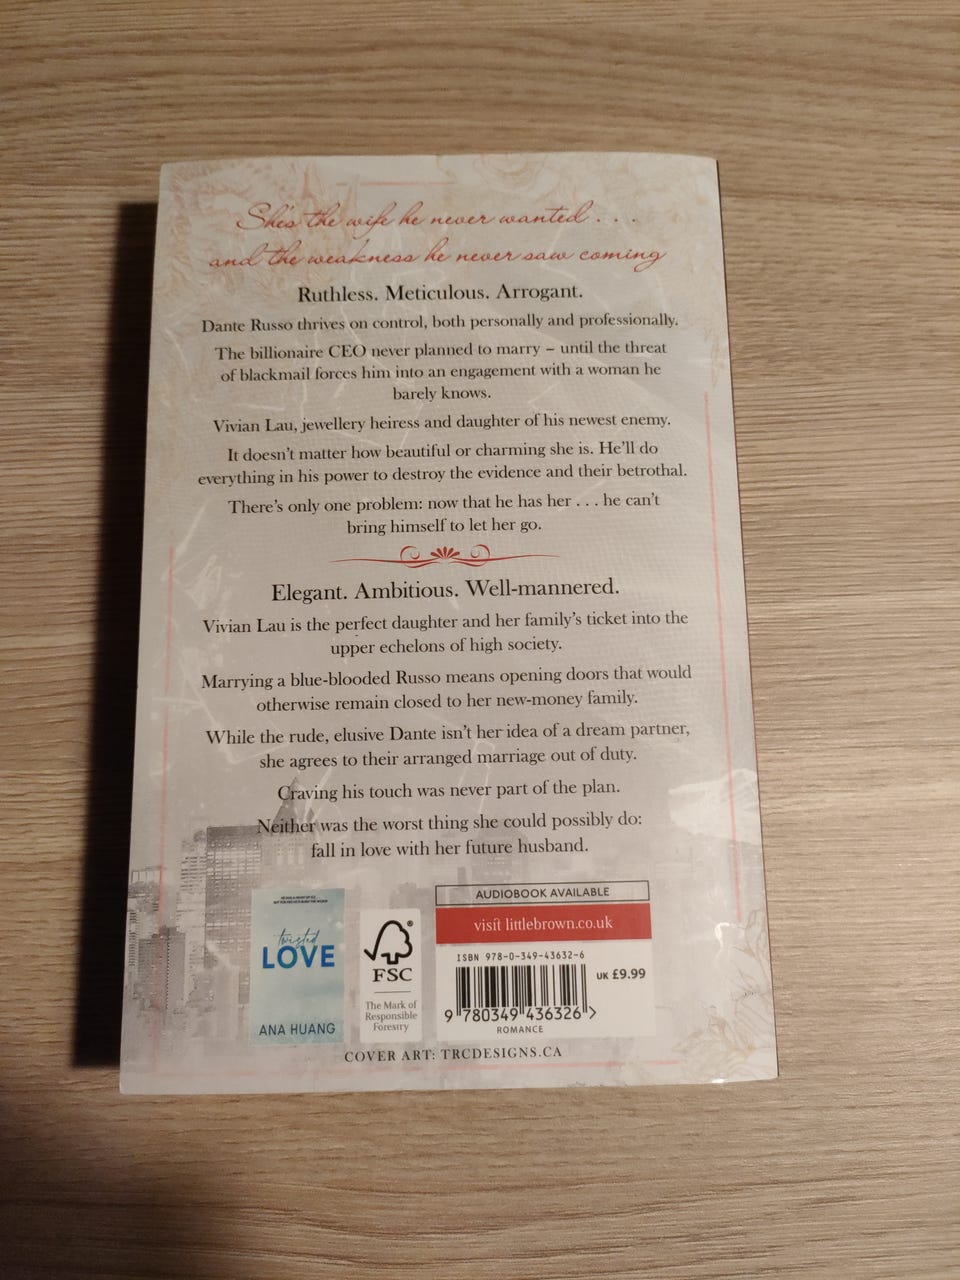 She's the wife he never wanted . . .
and the weakness he never saw coming
Ruthless. Meticulous. Arrogant.
Dante Russo thrives on control, both personally and professionally.
The billionaire CEO never planned to marry – until the threat
of blackmail forces him into an engagement with a woman he
barely knows.
Vivian Lau, jewellery heiress and daughter of his newest enemy.
It doesn't matter how beautiful or charming she is. He'll do
everything in his power to destroy the evidence and their betrothal.
There's only one problem: now that he has her . . . he can't
bring himself to let her go.
Elegant. Ambitious. Well-mannered.
Vivian Lau is the perfect daughter and her family's ticket into the
upper echelons of high society.
Marrying a blue-blooded Russo means opening doors that would
otherwise remain closed to her new-money family.
While the rude, elusive Dante isn't her idea of a dream partner,
she agrees to their arranged marriage out of duty.
Craving his touch was never part of the plan.
Neither was the worst thing she could possibly do:
fall in love with her future husband.
twisted
LOVE
ANA HUANG
®
FSC
The Mark of
Responsible
Forestry
AUDIOBOOK AVAILABLE
visit littlebrown.co.uk
ISBN 978-0-349-43632-6
UK £9.99
9 780349 436326 >
ROMANCE
COVER ART: TRCDESIGNS.CA